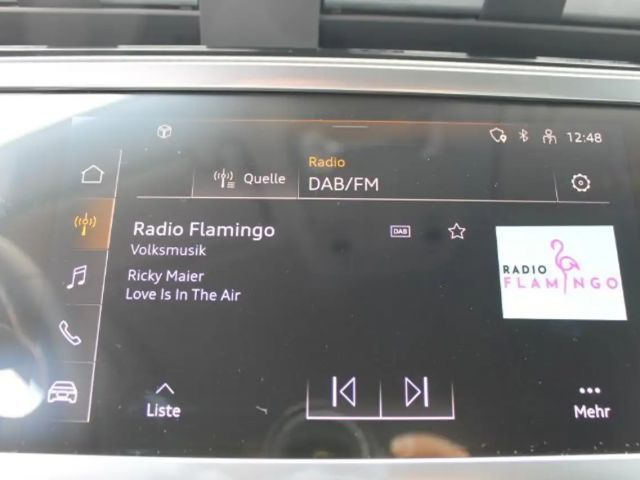 12:48
Quelle
Radio
DAB/FM
Radio Flamingo
DAB
Volksmusik
Ricky Maier
Love Is In The Air
RADIO
FLAMINGO
Liste
Mehr